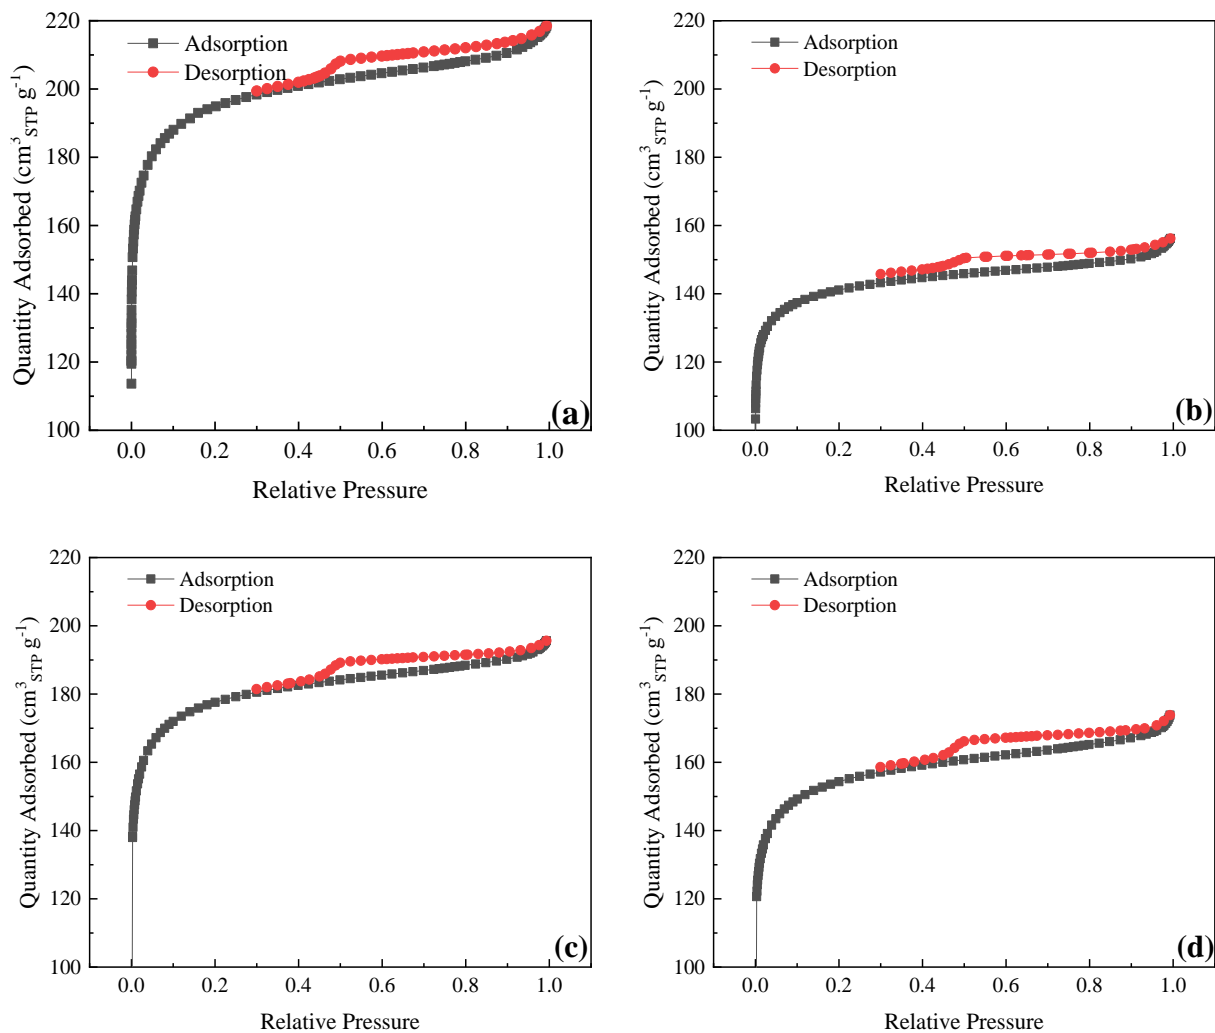 220
200
180
160
140
120
100
Quantity Adsorbed (cm³STP g⁻¹)
Adsorption
Desorption
(a)
0.0 0.2 0.4 0.6 0.8 1.0
Relative Pressure
220
200
180
160
140
120
100
Quantity Adsorbed (cm³STP g⁻¹)
Adsorption
Desorption
(b)
0.0 0.2 0.4 0.6 0.8 1.0
Relative Pressure
220
200
180
160
140
120
100
Quantity Adsorbed (cm³STP g⁻¹)
Adsorption
Desorption
(c)
0.0 0.2 0.4 0.6 0.8 1.0
Relative Pressure
220
200
180
160
140
120
100
Quantity Adsorbed (cm³STP g⁻¹)
Adsorption
Desorption
(d)
0.0 0.2 0.4 0.6 0.8 1.0
Relative Pressure